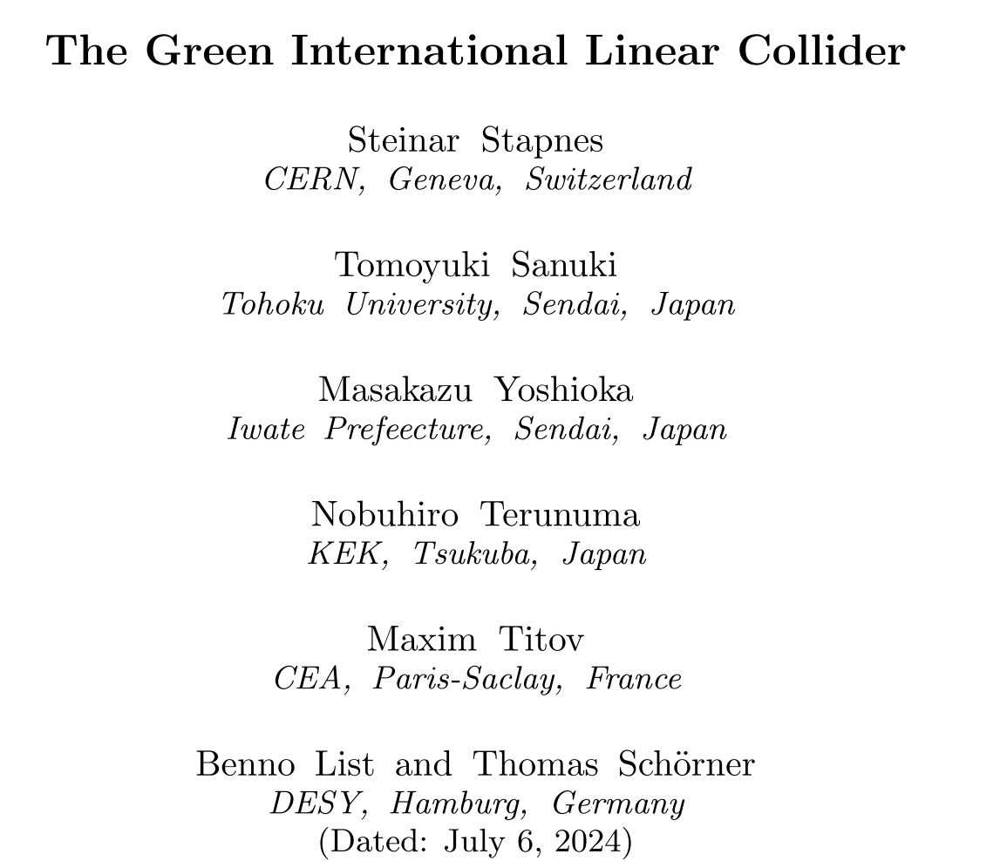 The Green International Linear Collider
Steinar Stapnes
CERN, Geneva, Switzerland
Tomoyuki Sanuki
Tohoku University, Sendai, Japan
Masakazu Yoshioka
Iwate Prefeecture, Sendai, Japan
Nobuhiro Terunuma
KEK, Tsukuba, Japan
Maxim Titov
CEA, Paris-Saclay, France
Benno List and Thomas Schörner
DESY, Hamburg, Germany
(Dated: July 6, 2024)